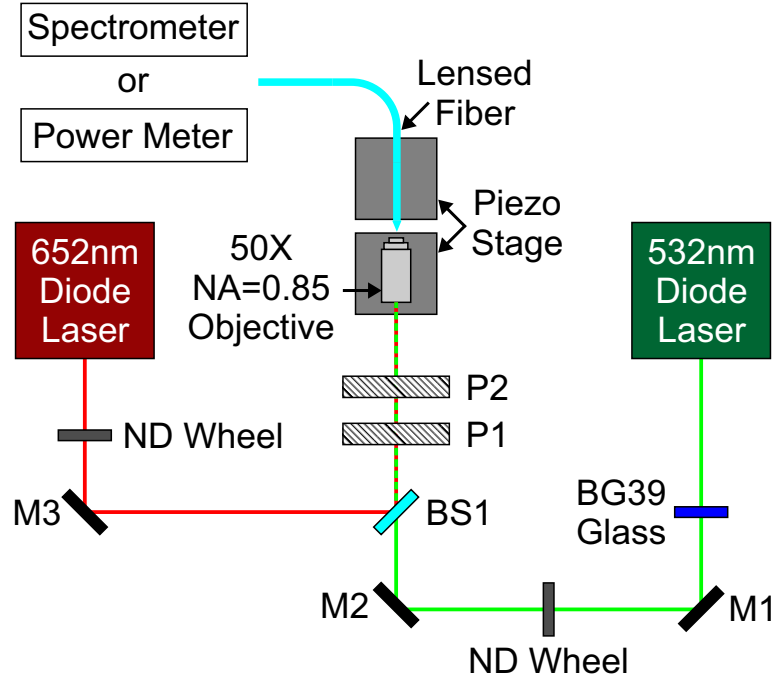 Spectrometer
or
Power Meter
Lensed
Fiber
Piezo
Stage
652nm
Diode
Laser
50X
NA=0.85
Objective
532nm
Diode
Laser
P2
P1
ND Wheel
M3
BS1
BG39
Glass
M2
M1
ND Wheel